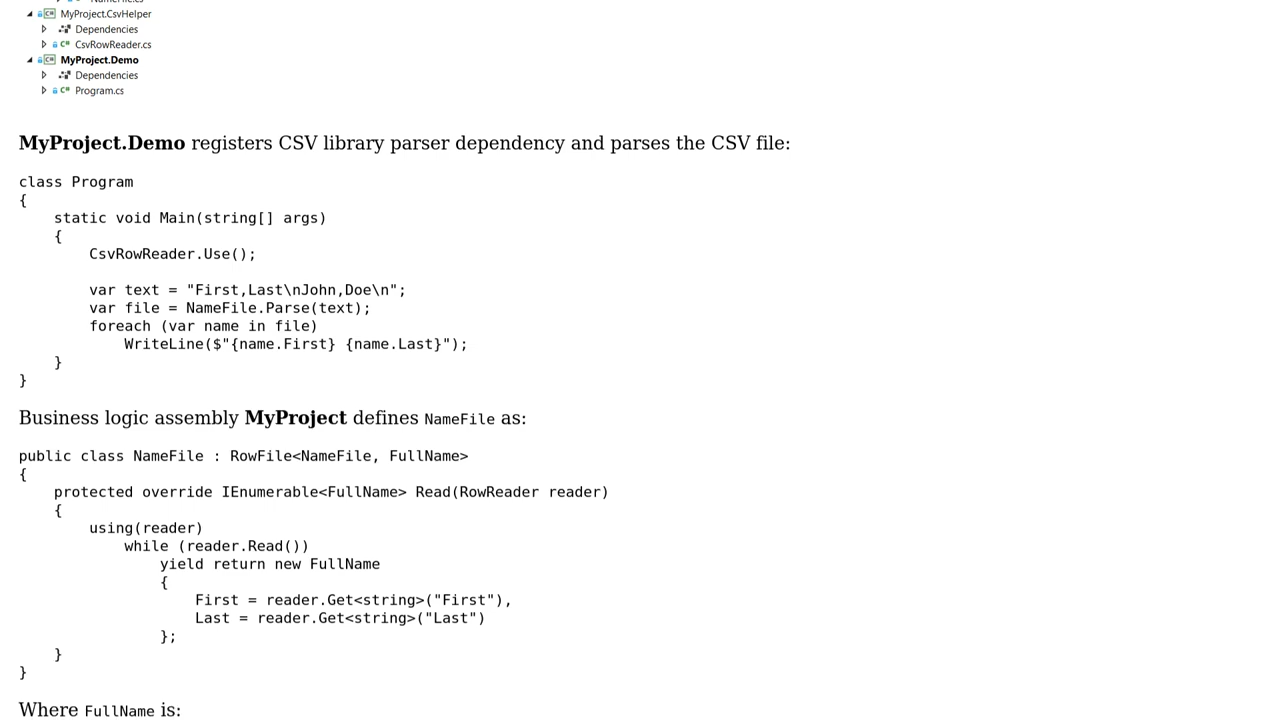 MyProject.CsvHelper
Dependencies
C# CsvRowReader.cs
MyProject.Demo
Dependencies
C# Program.cs
MyProject.Demo registers CSV library parser dependency and parses the CSV file:
class Program
{
    static void Main(string[] args)
    {
        CsvRowReader.Use();
        var text = "First,Last\nJohn,Doe\n";
        var file = NameFile.Parse(text);
        foreach (var name in file)
            WriteLine($"{name.First} {name.Last}");
    }
}
Business logic assembly MyProject defines NameFile as:
public class NameFile : RowFile<NameFile, FullName>
{
    protected override IEnumerable<FullName> Read(RowReader reader)
    {
        using(reader)
            while (reader.Read())
                yield return new FullName
                {
                    First = reader.Get<string>("First"),
                    Last = reader.Get<string>("Last")
                };
    }
}
Where FullName is: